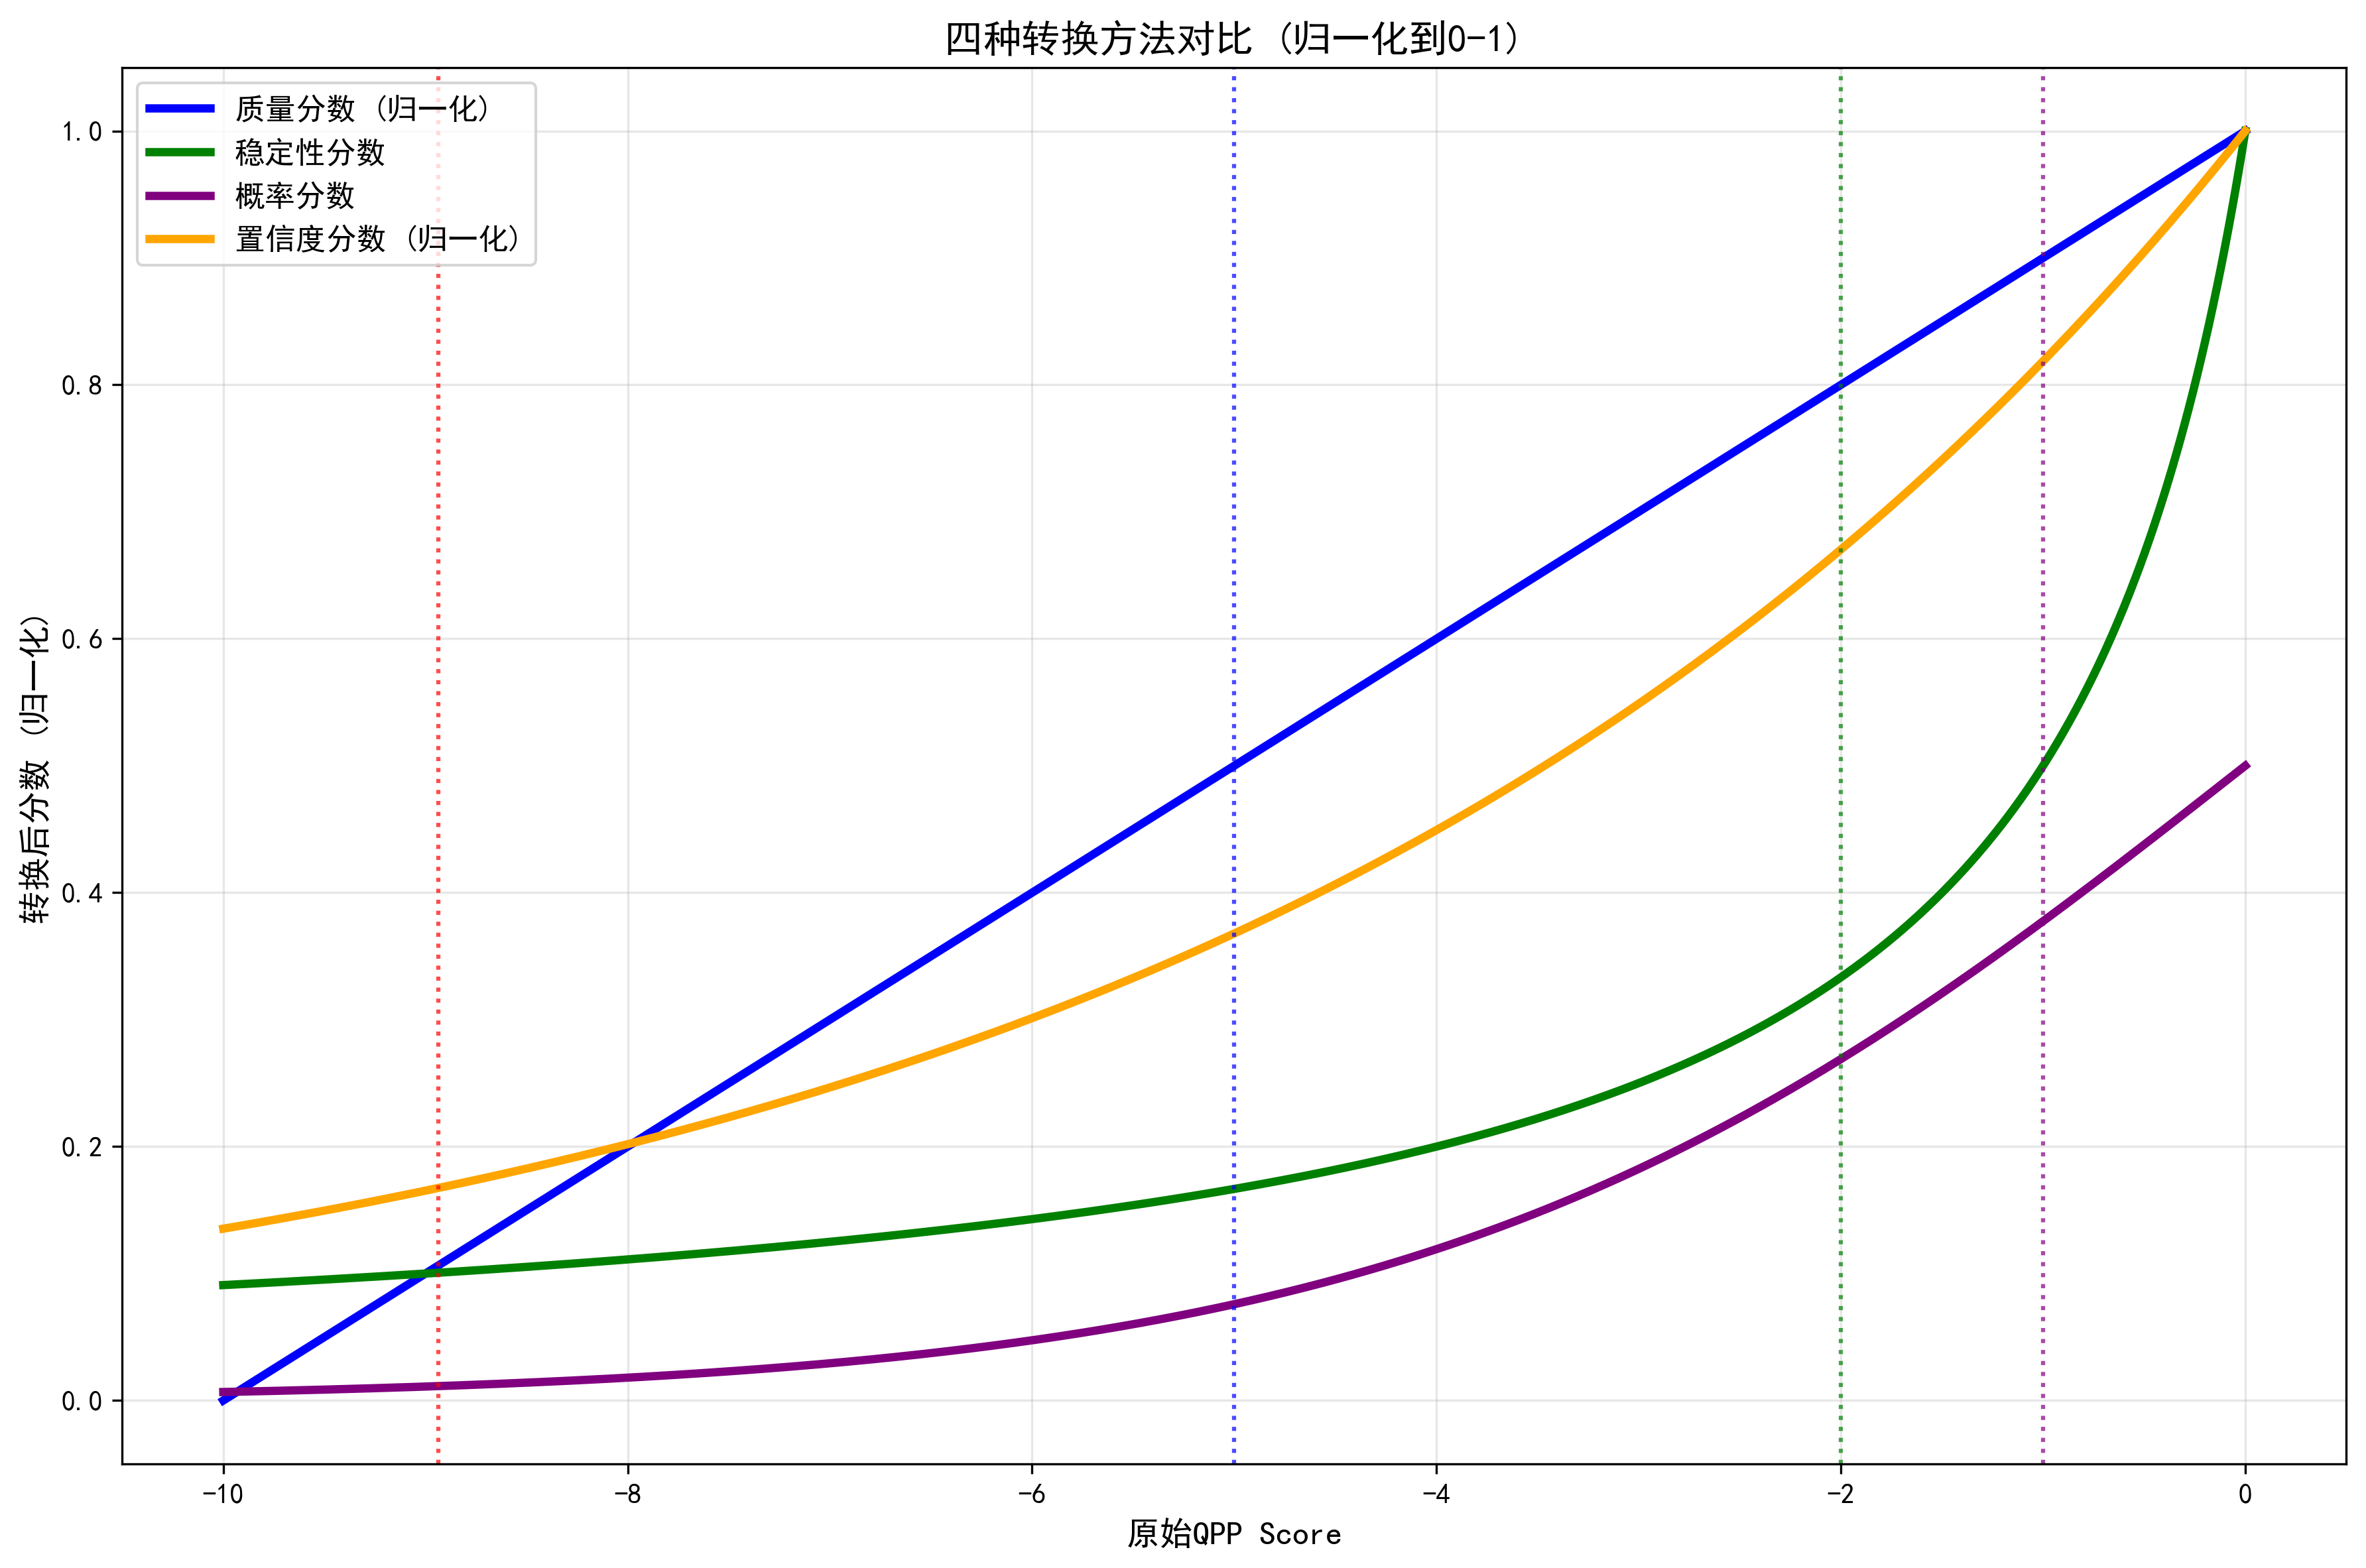 四种转换方法对比 (归一化到0-1)
质量分数 (归一化)
稳定性分数
概率分数
置信度分数 (归一化)
转换后分数 (归一化)
1.0
0.8
0.6
0.4
0.2
0.0
-10
-8
-6
-4
-2
0
原始QPP Score